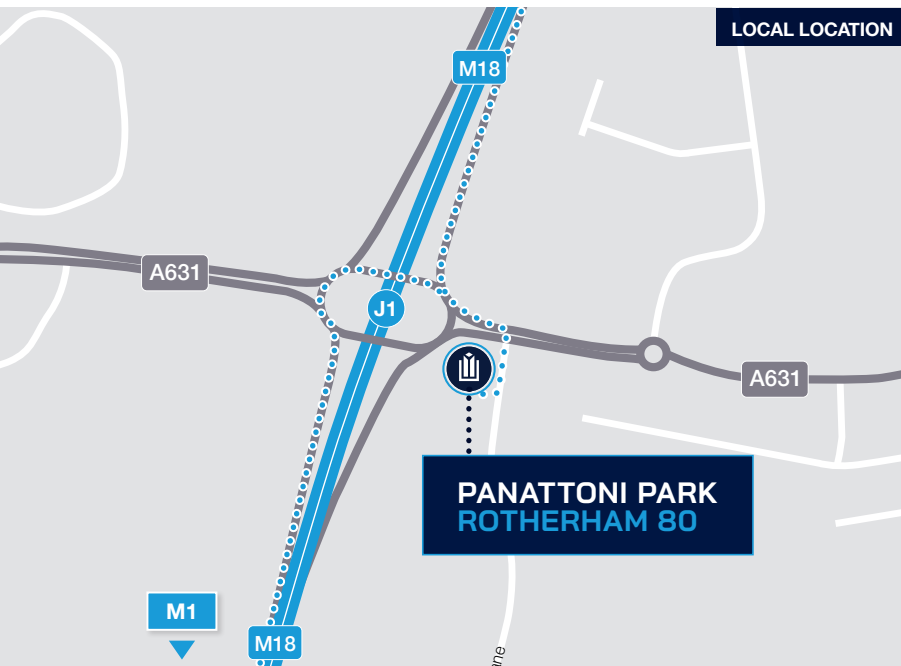 LOCAL LOCATION
M18
A631
J1
A631
PANATTONI PARK
ROTHERHAM 80
M1
M18